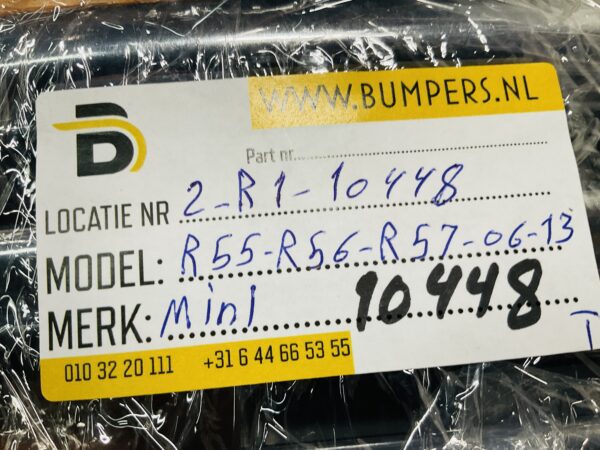 WWW.BUMPERS.NL
Part nr.
LOCATIE NR 2-R1-10448
MODEL: R55-R56-R57-06-13
MERK: Mini 10448
010 32 20 111 +31 6 44 66 53 55